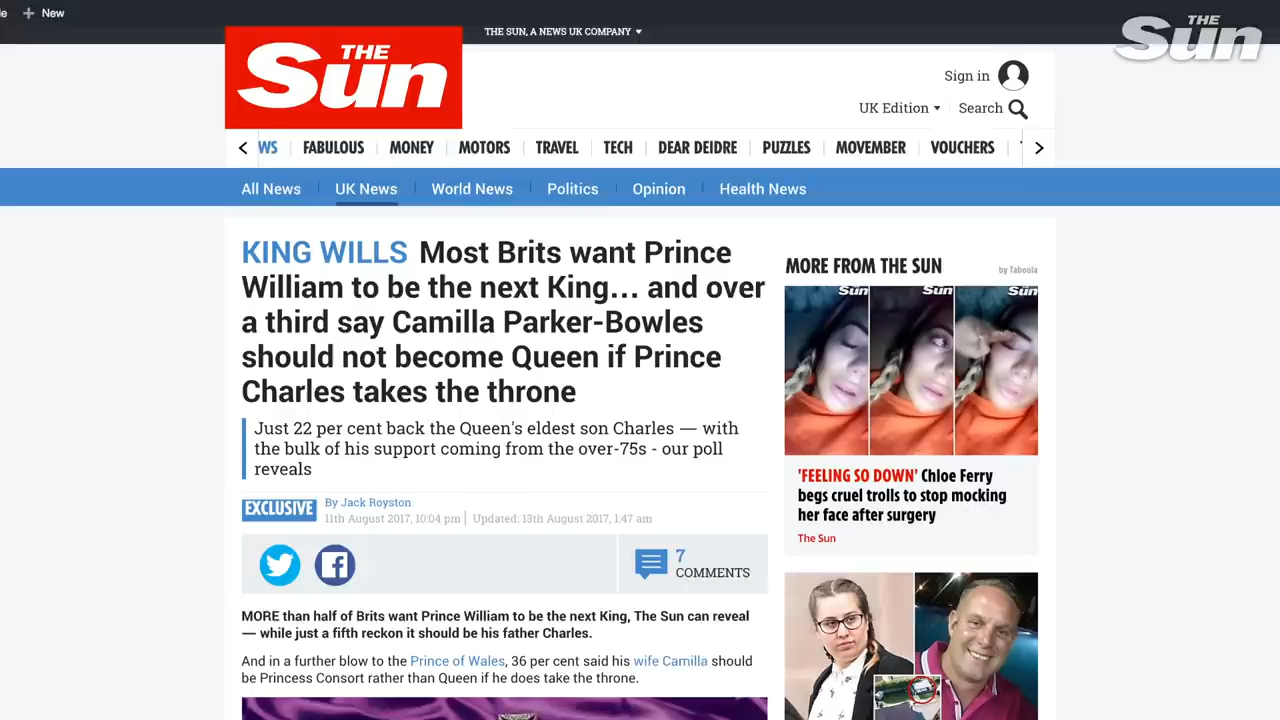 le + New
THE SUN, A NEWS UK COMPANY
THE
Sun
THE
Sun
Sign in
UK Edition
Search
WS FABULOUS MONEY MOTORS TRAVEL TECH DEAR DEIDRE PUZZLES MOVEMBER VOUCHERS
All News UK News World News Politics Opinion Health News
KING WILLS Most Brits want Prince
William to be the next King... and over
a third say Camilla Parker-Bowles
should not become Queen if Prince
Charles takes the throne
Just 22 per cent back the Queen's eldest son Charles — with
the bulk of his support coming from the over-75s - our poll
reveals
EXCLUSIVE
By Jack Royston
11th August 2017, 10:04 pm | Updated: 13th August 2017, 1:47 am
7
COMMENTS
MORE than half of Brits want Prince William to be the next King, The Sun can reveal
— while just a fifth reckon it should be his father Charles.
And in a further blow to the Prince of Wales, 36 per cent said his wife Camilla should
be Princess Consort rather than Queen if he does take the throne.
MORE FROM THE SUN
by Taboola
Sun Sun Sun
'FEELING SO DOWN' Chloe Ferry
begs cruel trolls to stop mocking
her face after surgery
The Sun